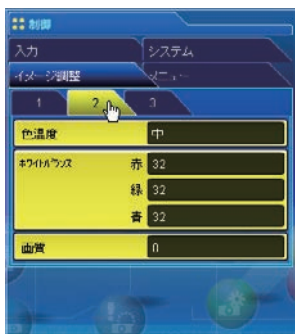 制御
入力 システム
イメージ調整 メニュー
1 2 3
色温度 中
ホワイトバランス 赤 32
緑 32
青 32
画質 0